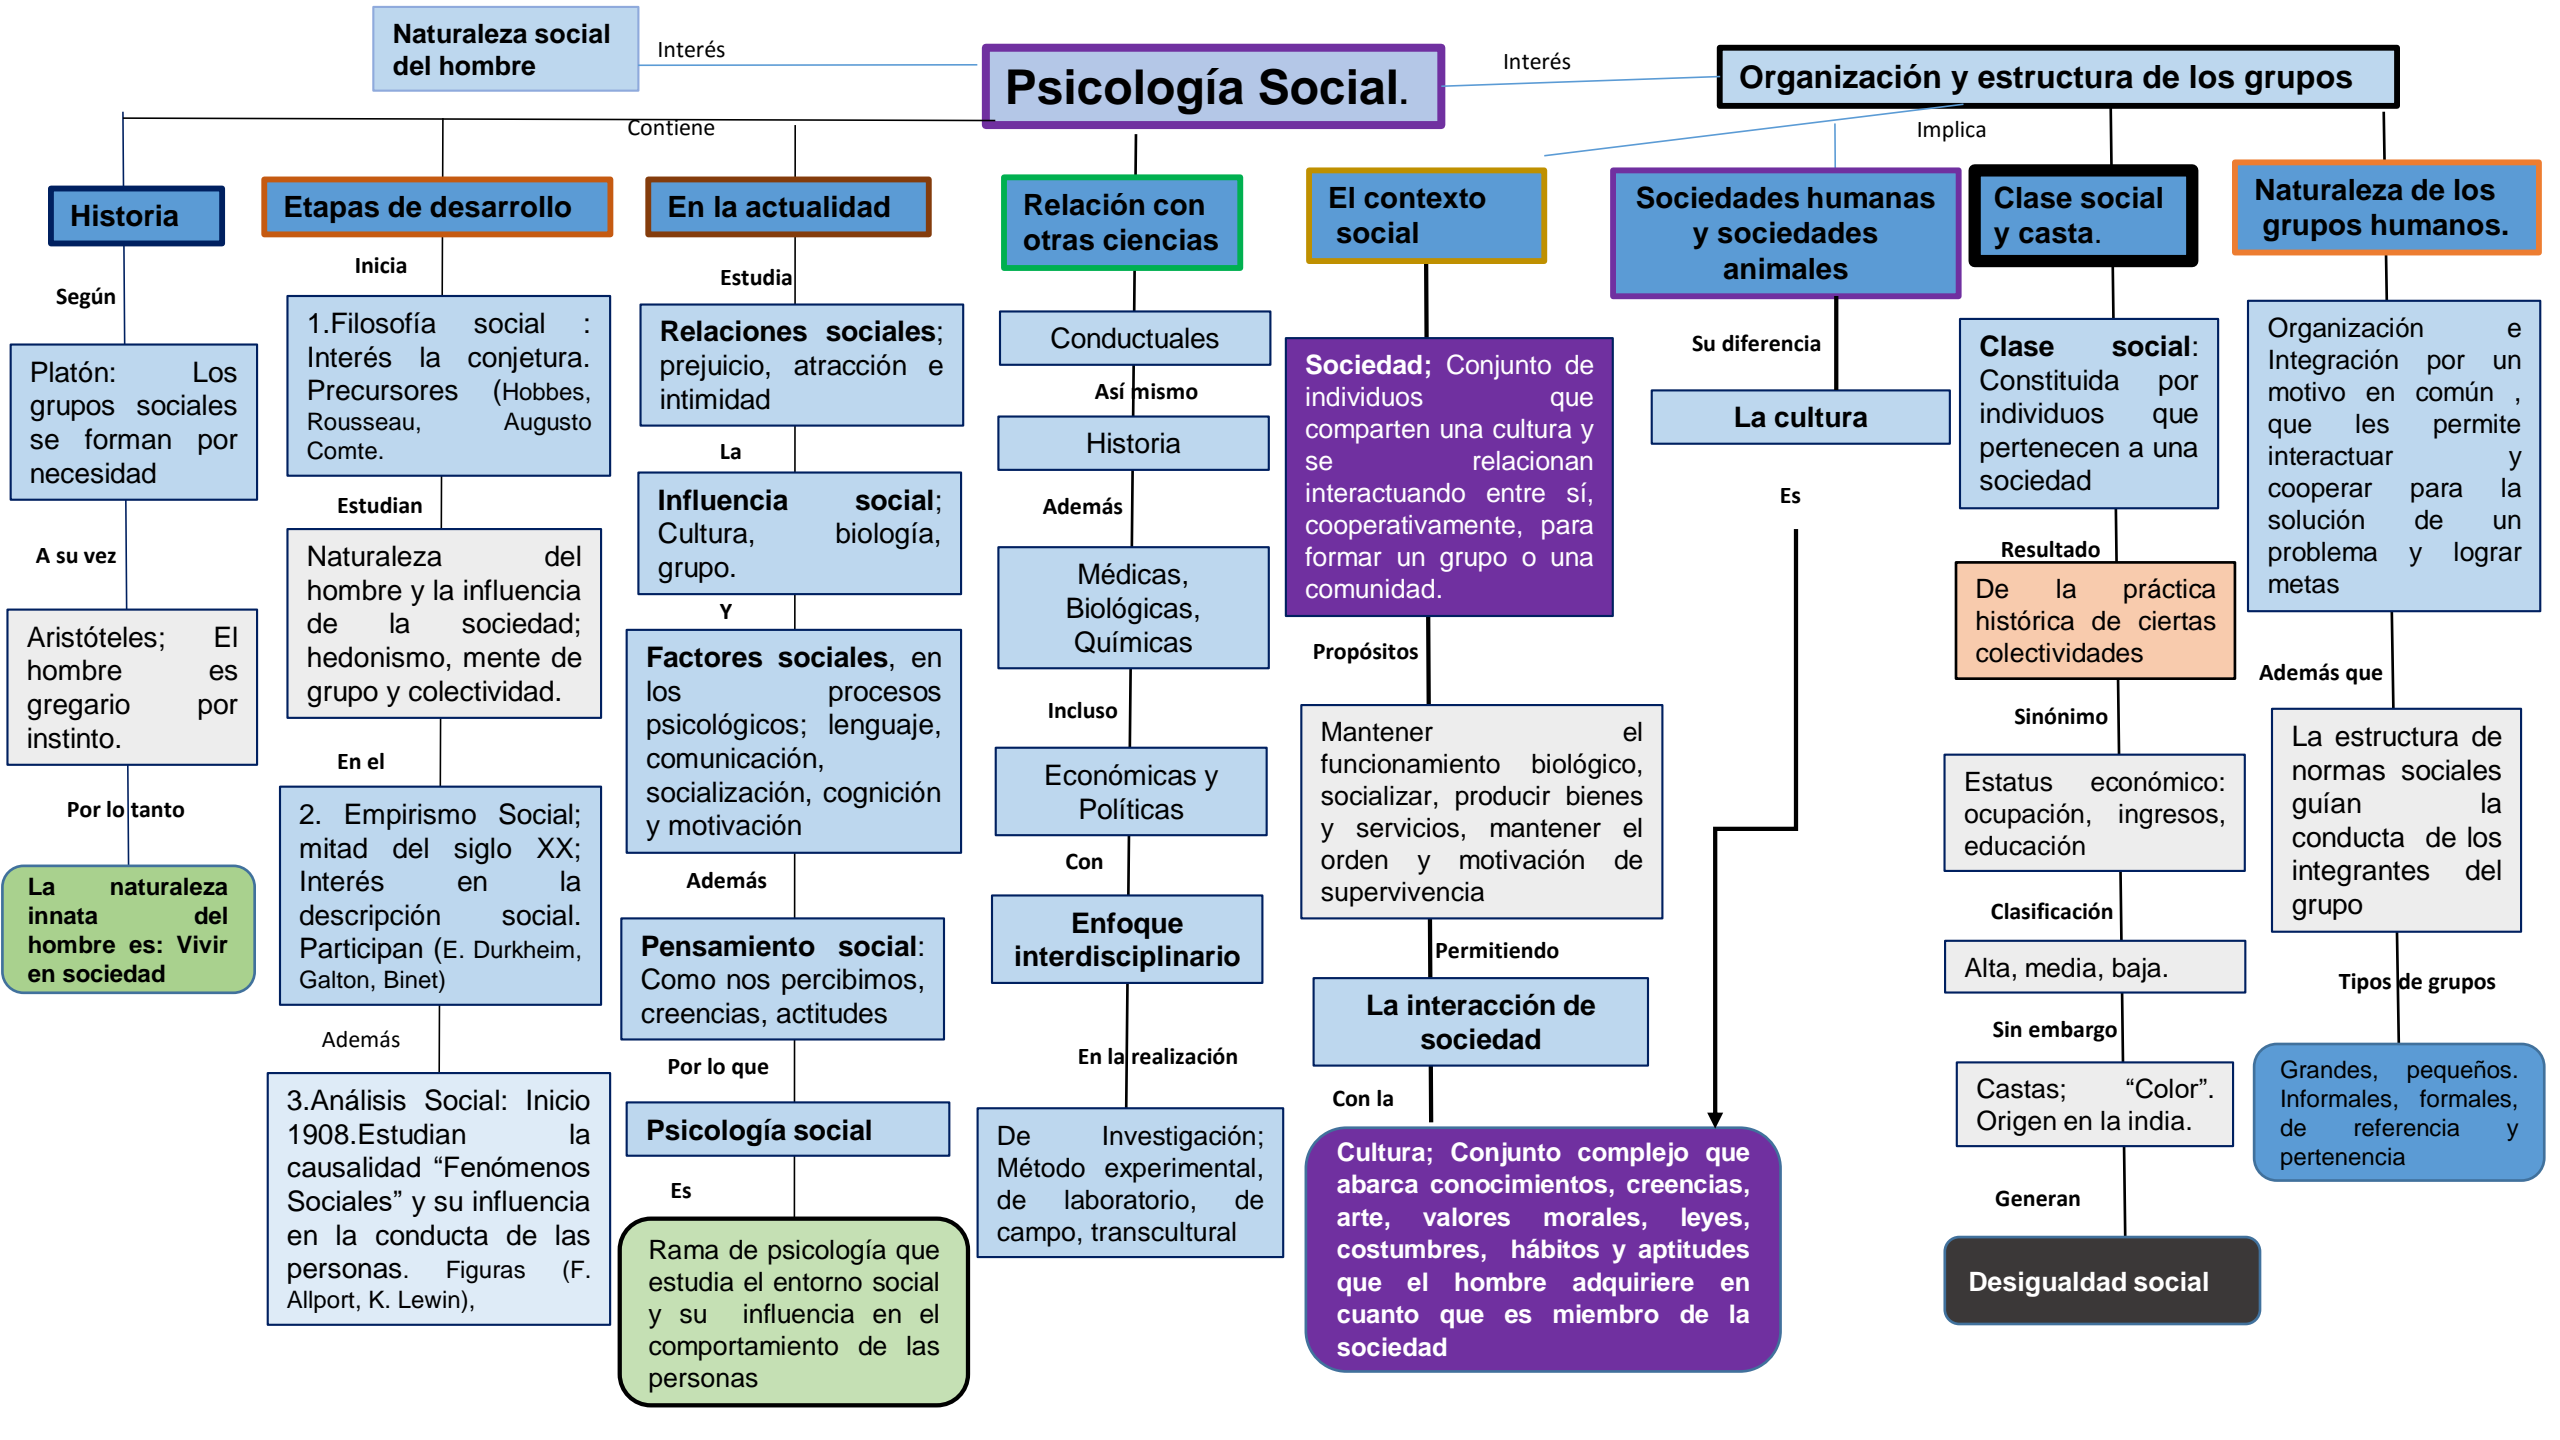 Naturaleza social
del hombre
Interés
Psicología Social.
Interés
Organización y estructura de los grupos
Contiene
Implica
Historia
Según
Platón: Los
grupos sociales
se forman por
necesidad
A su vez
Aristóteles; El
hombre es
gregario por
instinto.
Por lo tanto
La naturaleza
innata del
hombre es: Vivir
en sociedad
Etapas de desarrollo
Inicia
1.Filosofía social :
Interés la conjetura.
Precursores (Hobbes,
Rousseau, Augusto
Comte.
Estudian
Naturaleza del
hombre y la influencia
de la sociedad;
hedonismo, mente de
grupo y colectividad.
En el
2. Empirismo Social;
mitad del siglo XX;
Interés en la
descripción social.
Participan (E. Durkheim,
Galton, Binet)
Además
3.Análisis Social: Inicio
1908.Estudian la
causalidad “Fenómenos
Sociales” y su influencia
en la conducta de las
personas. Figuras (F.
Allport, K. Lewin),
En la actualidad
Estudia
Relaciones sociales;
prejuicio, atracción e
intimidad
La
Influencia social;
Cultura, biología,
grupo.
Y
Factores sociales, en
los procesos
psicológicos; lenguaje,
comunicación,
socialización, cognición
y motivación
Además
Pensamiento social:
Como nos percibimos,
creencias, actitudes
Por lo que
Psicología social
Es
Rama de psicología que
estudia el entorno social
y su influencia en el
comportamiento de las
personas
Relación con
otras ciencias
Conductuales
Así mismo
Historia
Además
Médicas,
Biológicas,
Químicas
Incluso
Económicas y
Políticas
Con
Enfoque
interdisciplinario
En la realización
De Investigación;
Método experimental,
de laboratorio, de
campo, transcultural
El contexto
social
Sociedad; Conjunto de
individuos que
comparten una cultura y
se relacionan
interactuando entre sí,
cooperativamente, para
formar un grupo o una
comunidad.
Propósitos
Mantener el
funcionamiento biológico,
socializar, producir bienes
y servicios, mantener el
orden y motivación de
supervivencia
Permitiendo
La interacción de
sociedad
Con la
Cultura; Conjunto complejo que
abarca conocimientos, creencias,
arte, valores morales, leyes,
costumbres, hábitos y aptitudes
que el hombre adquiriere en
cuanto que es miembro de la
sociedad
Sociedades humanas
y sociedades
animales
Su diferencia
La cultura
Es
Clase social
y casta.
Clase social:
Constituida por
individuos que
pertenecen a una
sociedad
Resultado
De la práctica
histórica de ciertas
colectividades
Sinónimo
Estatus económico:
ocupación, ingresos,
educación
Clasificación
Alta, media, baja.
Sin embargo
Castas; “Color”.
Origen en la india.
Generan
Desigualdad social
Naturaleza de los
grupos humanos.
Organización e
Integración por un
motivo en común ,
que les permite
interactuar y
cooperar para la
solución de un
problema y lograr
metas
Además que
La estructura de
normas sociales
guían la
conducta de los
integrantes del
grupo
Tipos de grupos
Grandes, pequeños.
Informales, formales,
de referencia y
pertenencia